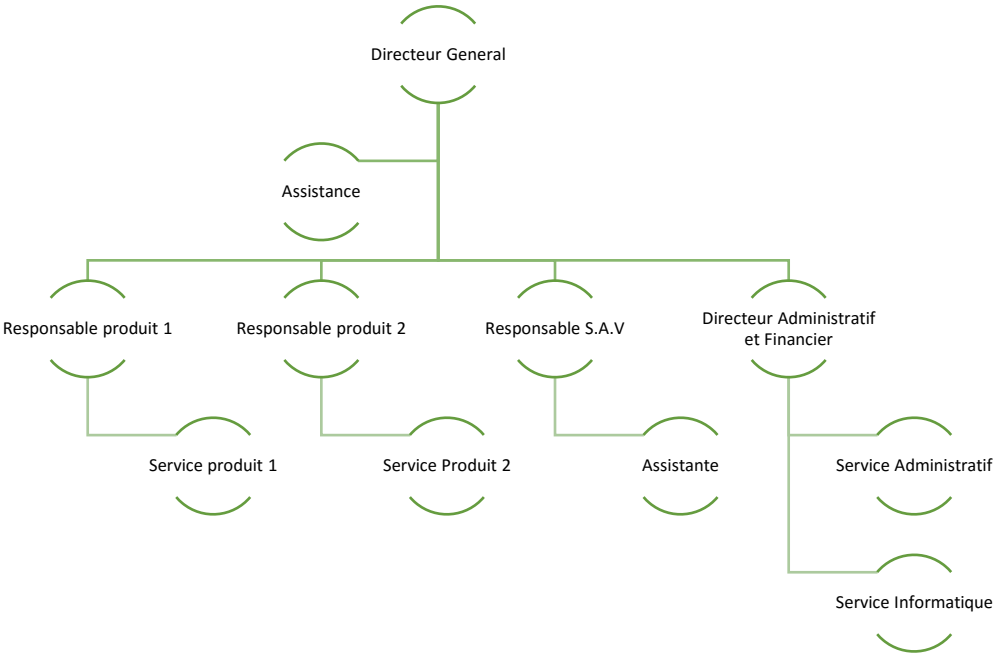 Directeur General
Assistance
Responsable produit 1
Responsable produit 2
Responsable S.A.V
Directeur Administratif
et Financier
Service produit 1
Service Produit 2
Assistante
Service Administratif
Service Informatique